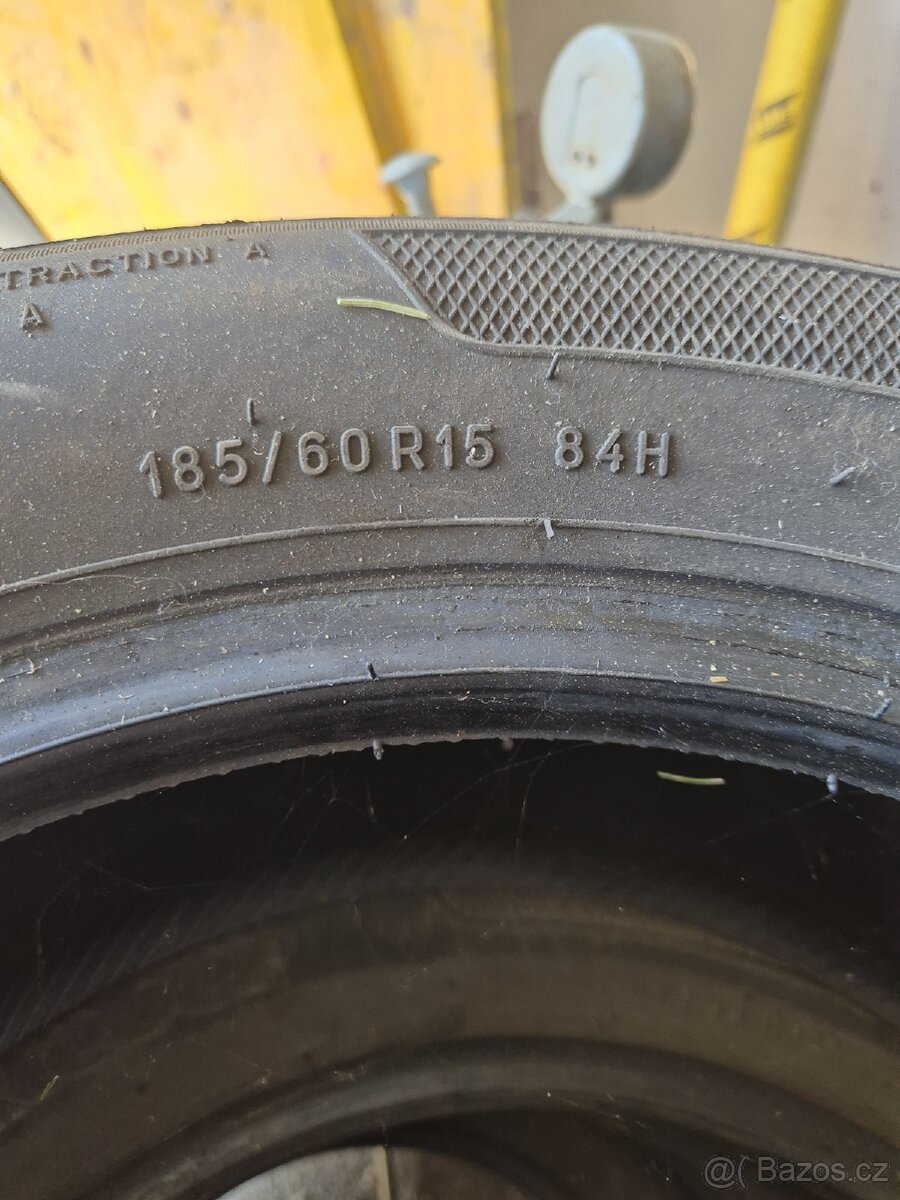 TRACTION A
A
185/60 R15 84H
@( Bazos.cz